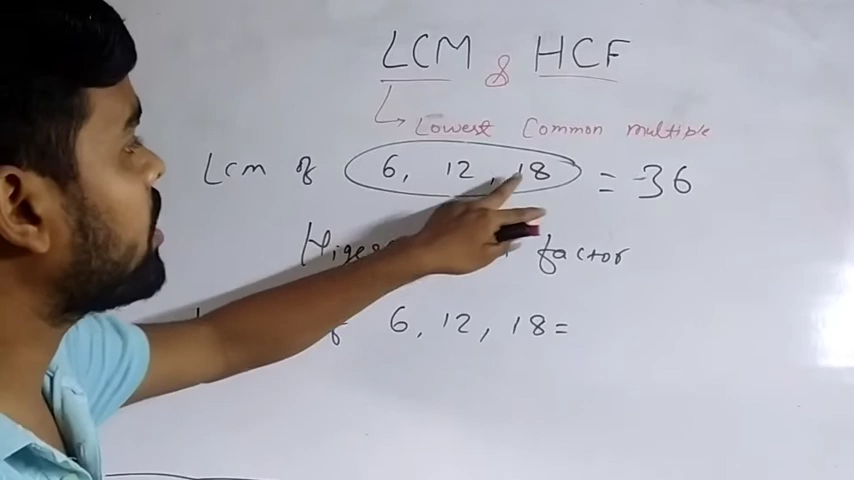 LCM & HCF
Lowest Common multiple
Lcm of 6, 12, 18 = 36
factor
6, 12, 18 =